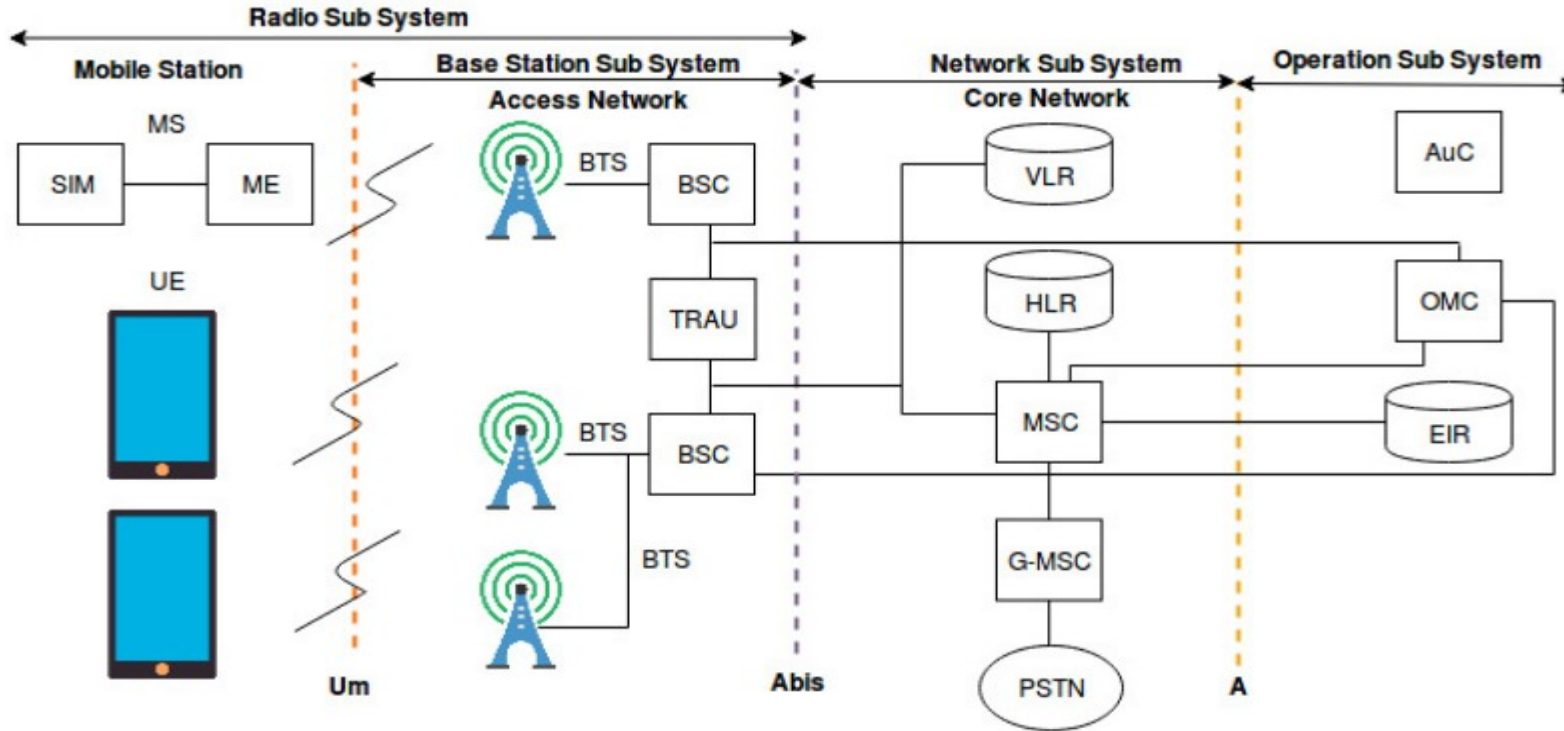 Radio Sub System
Mobile Station
Base Station Sub System
Network Sub System
Operation Sub System
Access Network
Core Network
MS
SIM
ME
BTS
BSC
VLR
AuC
UE
TRAU
HLR
OMC
BTS
BSC
MSC
EIR
BTS
G-MSC
Um
Abis
PSTN
A